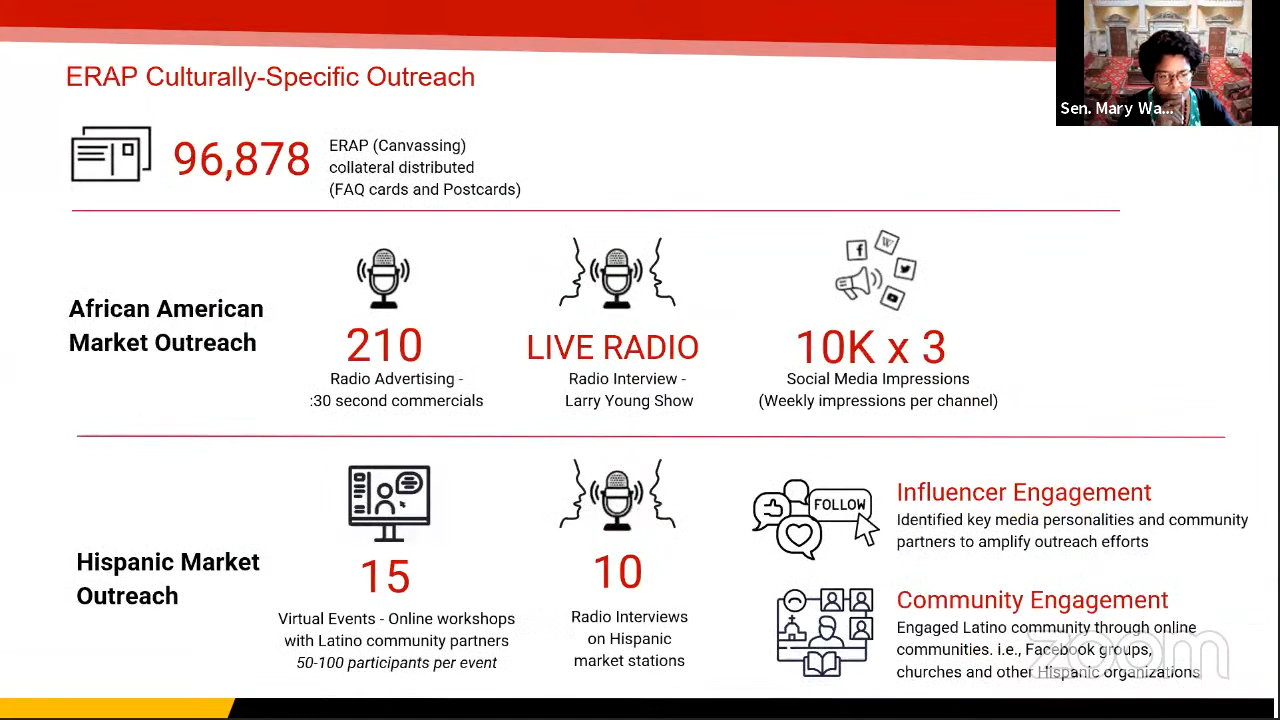 ERAP Culturally-Specific Outreach
Sen. Mary Wa...
96,878
ERAP (Canvassing)
collateral distributed
(FAQ cards and Postcards)
African American
Market Outreach
210
Radio Advertising -
:30 second commercials
LIVE RADIO
Radio Interview -
Larry Young Show
10K x 3
Social Media Impressions
(Weekly impressions per channel)
Hispanic Market
Outreach
15
Virtual Events - Online workshops
with Latino community partners
50-100 participants per event
10
Radio Interviews
on Hispanic
market stations
FOLLOW
Influencer Engagement
Identified key media personalities and community
partners to amplify outreach efforts
Community Engagement
Engaged Latino community through online
communities. i.e., Facebook groups,
churches and other Hispanic organizations
zoom